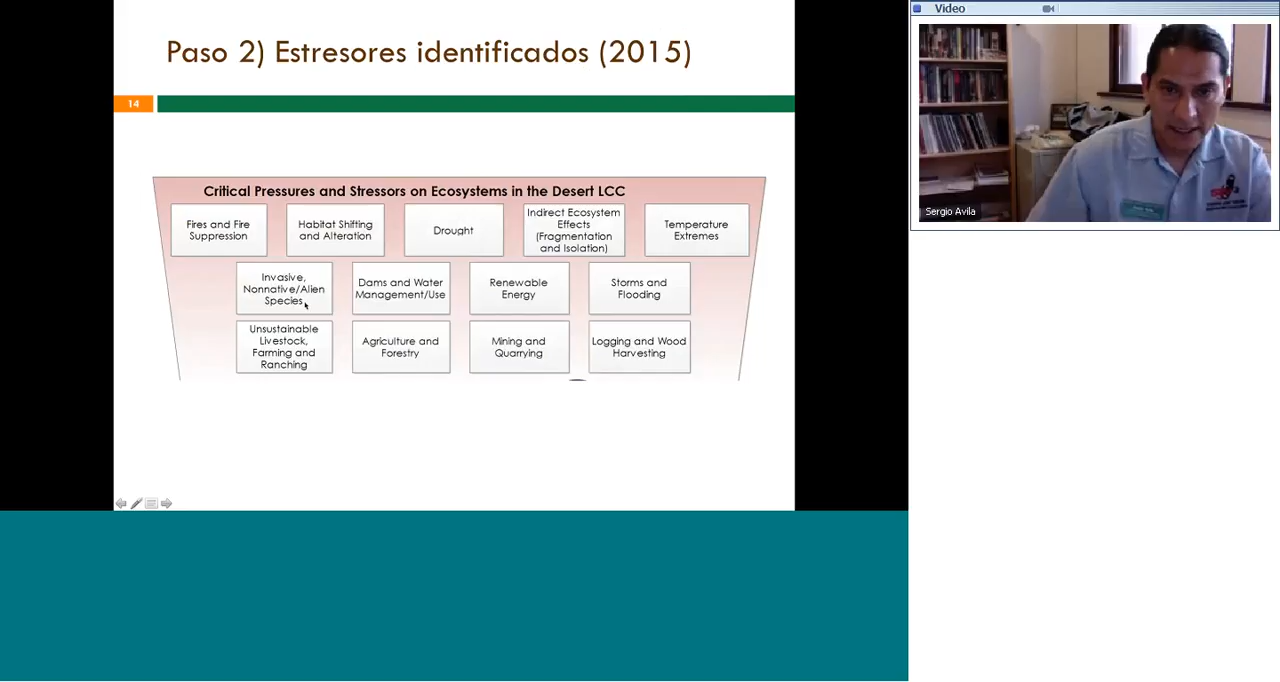 Video
Paso 2) Estresores identificados (2015)
14
Critical Pressures and Stressors on Ecosystems in the Desert LCC
Fires and Fire
Suppression
Habitat Shifting
and Alteration
Drought
Indirect Ecosystem
Effects
(Fragmentation
and Isolation)
Temperature
Extremes
Invasive,
Nonnative/Alien
Species
Dams and Water
Management/Use
Renewable
Energy
Storms and
Flooding
Unsustainable
Livestock,
Farming and
Ranching
Agriculture and
Forestry
Mining and
Quarrying
Logging and Wood
Harvesting
Sergio Avila